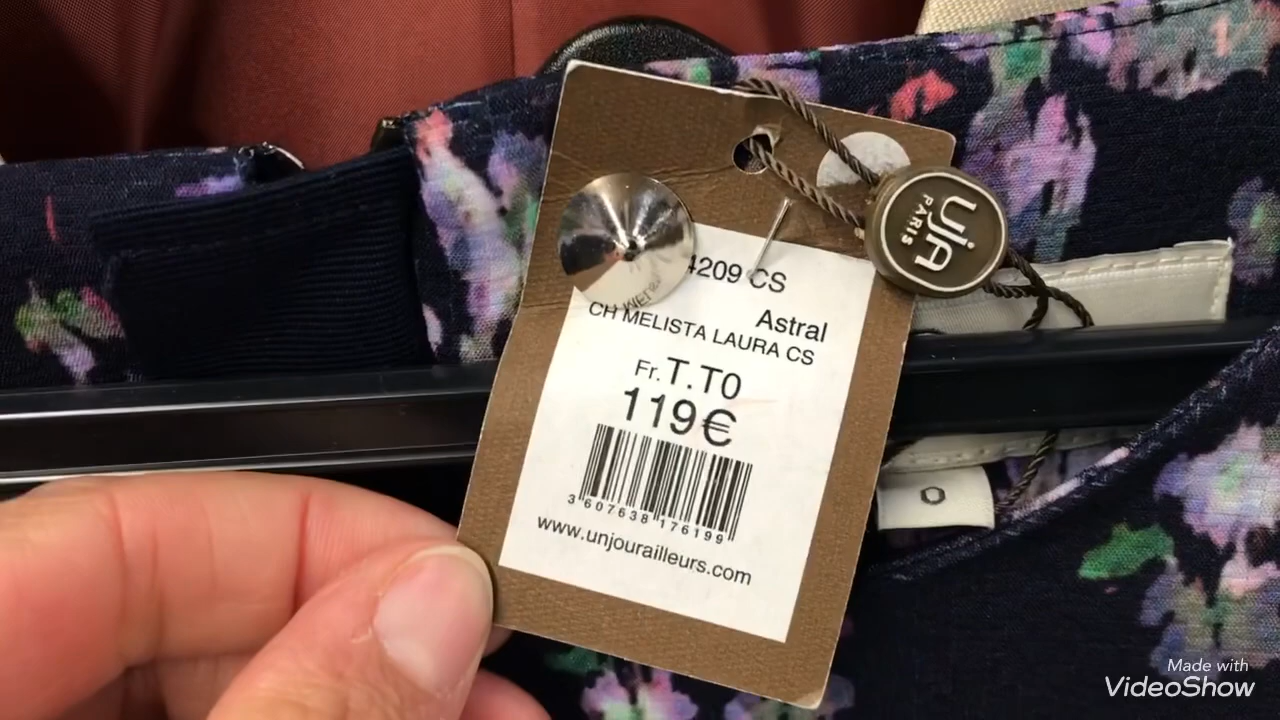 4209 CS
Astral
CH MELISTA LAURA CS
Fr. T.T0
119€
3 607638 176199
www.unjourailleurs.com
UJA
PARIS
0
Made with
VideoShow